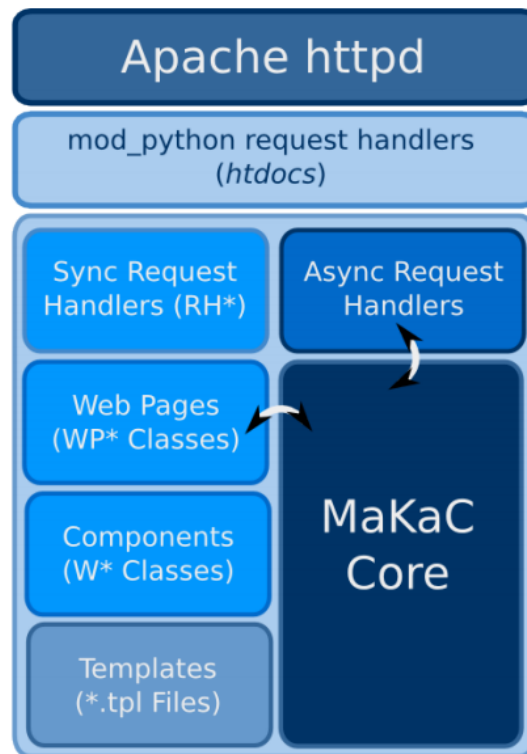 Apache httpd
mod_python request handlers
(htdocs)
Sync Request
Handlers (RH*)
Async Request
Handlers
Web Pages
(WP* Classes)
Components
(W* Classes)
Templates
(*.tpl Files)
MaKaC
Core